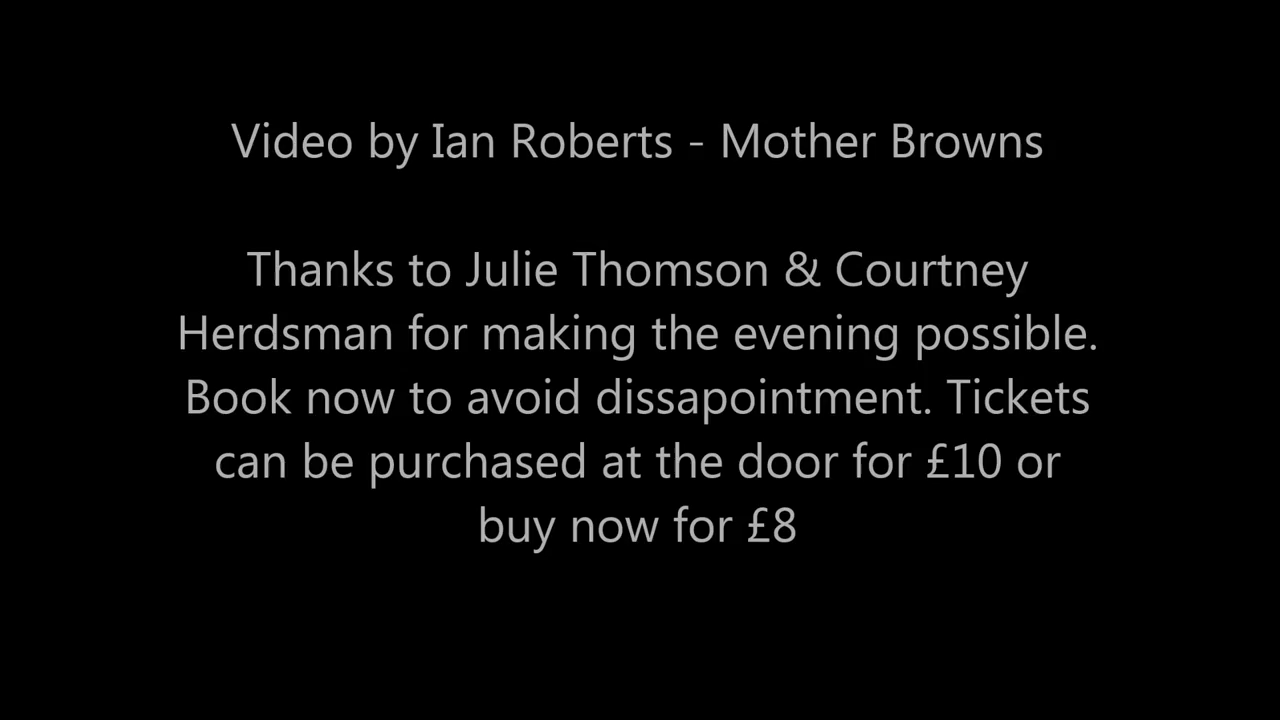 Video by Ian Roberts - Mother Browns
Thanks to Julie Thomson & Courtney
Herdsman for making the evening possible.
Book now to avoid dissapointment. Tickets
can be purchased at the door for £10 or
buy now for £8